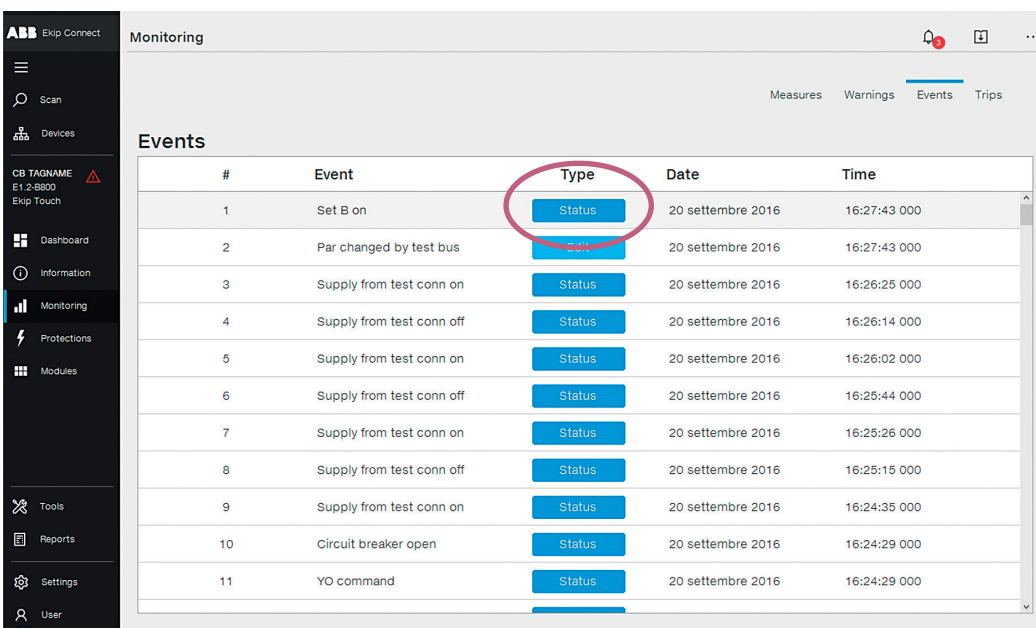 ABB Ekip Connect
Monitoring
3
Scan
Measures Warnings Events Trips
Devices
Events
CB TAGNAME
E1.2-B800
Ekip Touch
# Event Type Date Time
1 Set B on Status 20 settembre 2016 16:27:43 000
Dashboard
2 Par changed by test bus Edit 20 settembre 2016 16:27:43 000
Information
3 Supply from test conn on Status 20 settembre 2016 16:26:25 000
Monitoring
4 Supply from test conn off Status 20 settembre 2016 16:26:14 000
Protections
5 Supply from test conn on Status 20 settembre 2016 16:26:02 000
Modules
6 Supply from test conn off Status 20 settembre 2016 16:25:44 000
7 Supply from test conn on Status 20 settembre 2016 16:25:26 000
8 Supply from test conn off Status 20 settembre 2016 16:25:15 000
9 Supply from test conn on Status 20 settembre 2016 16:24:35 000
Tools
10 Circuit breaker open Status 20 settembre 2016 16:24:29 000
Reports
11 YO command Status 20 settembre 2016 16:24:29 000
Settings
User